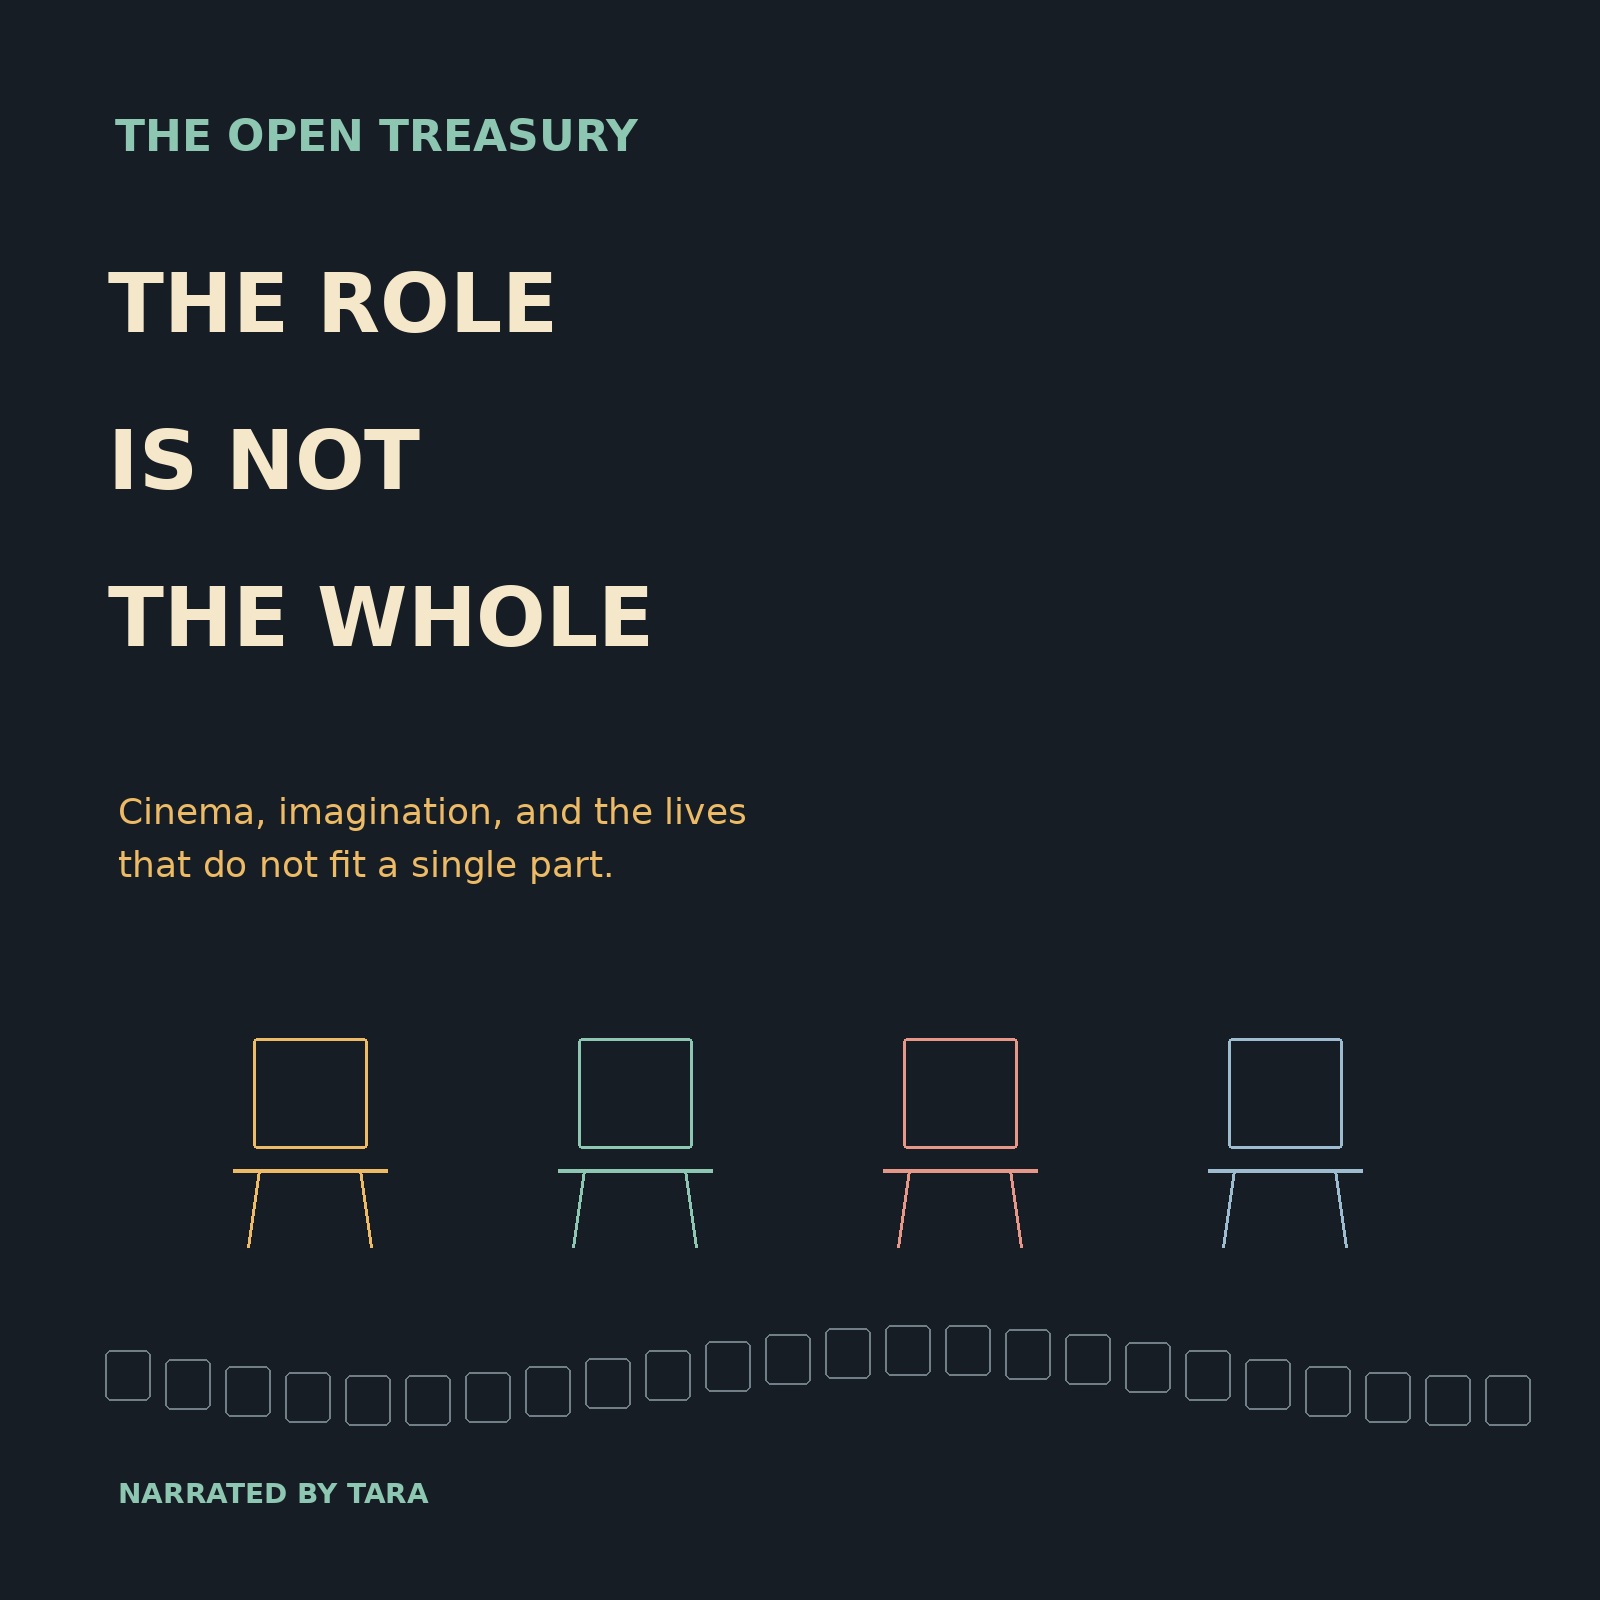 THE OPEN TREASURY
THE ROLE
IS NOT
THE WHOLE
Cinema, imagination, and the lives
that do not fit a single part.
NARRATED BY TARA